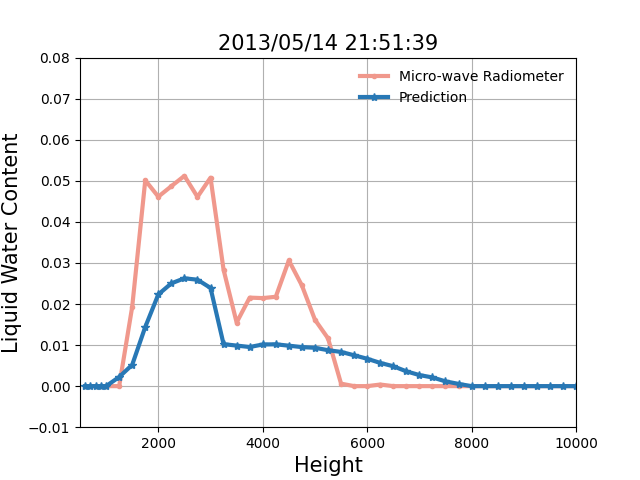 2013/05/14 21:51:39
0.08
0.07
0.06
0.05
0.04
0.03
0.02
0.01
0.00
−0.01
Liquid Water Content
Micro-wave Radiometer
Prediction
2000 4000 6000 8000 10000
Height